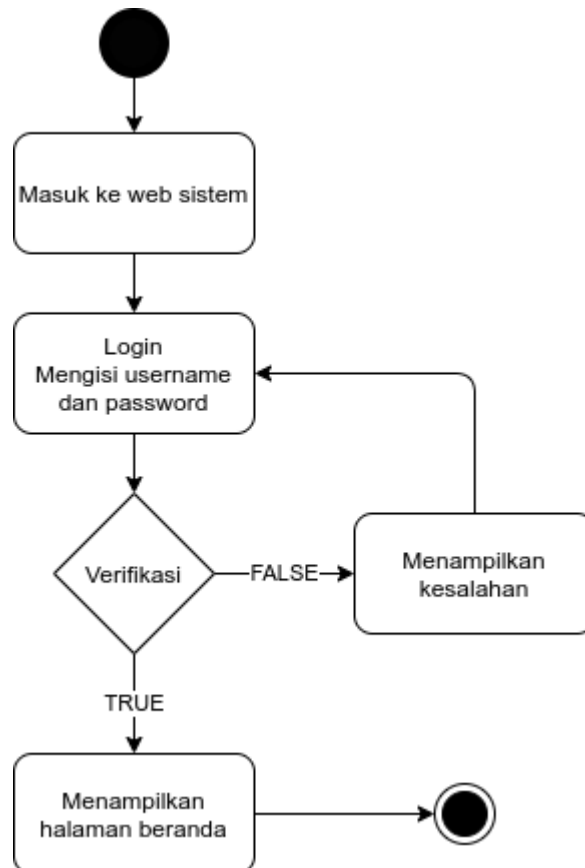 Masuk ke web sistem
Login
Mengisi username
dan password
Verifikasi
FALSE
Menampilkan
kesalahan
TRUE
Menampilkan
halaman beranda